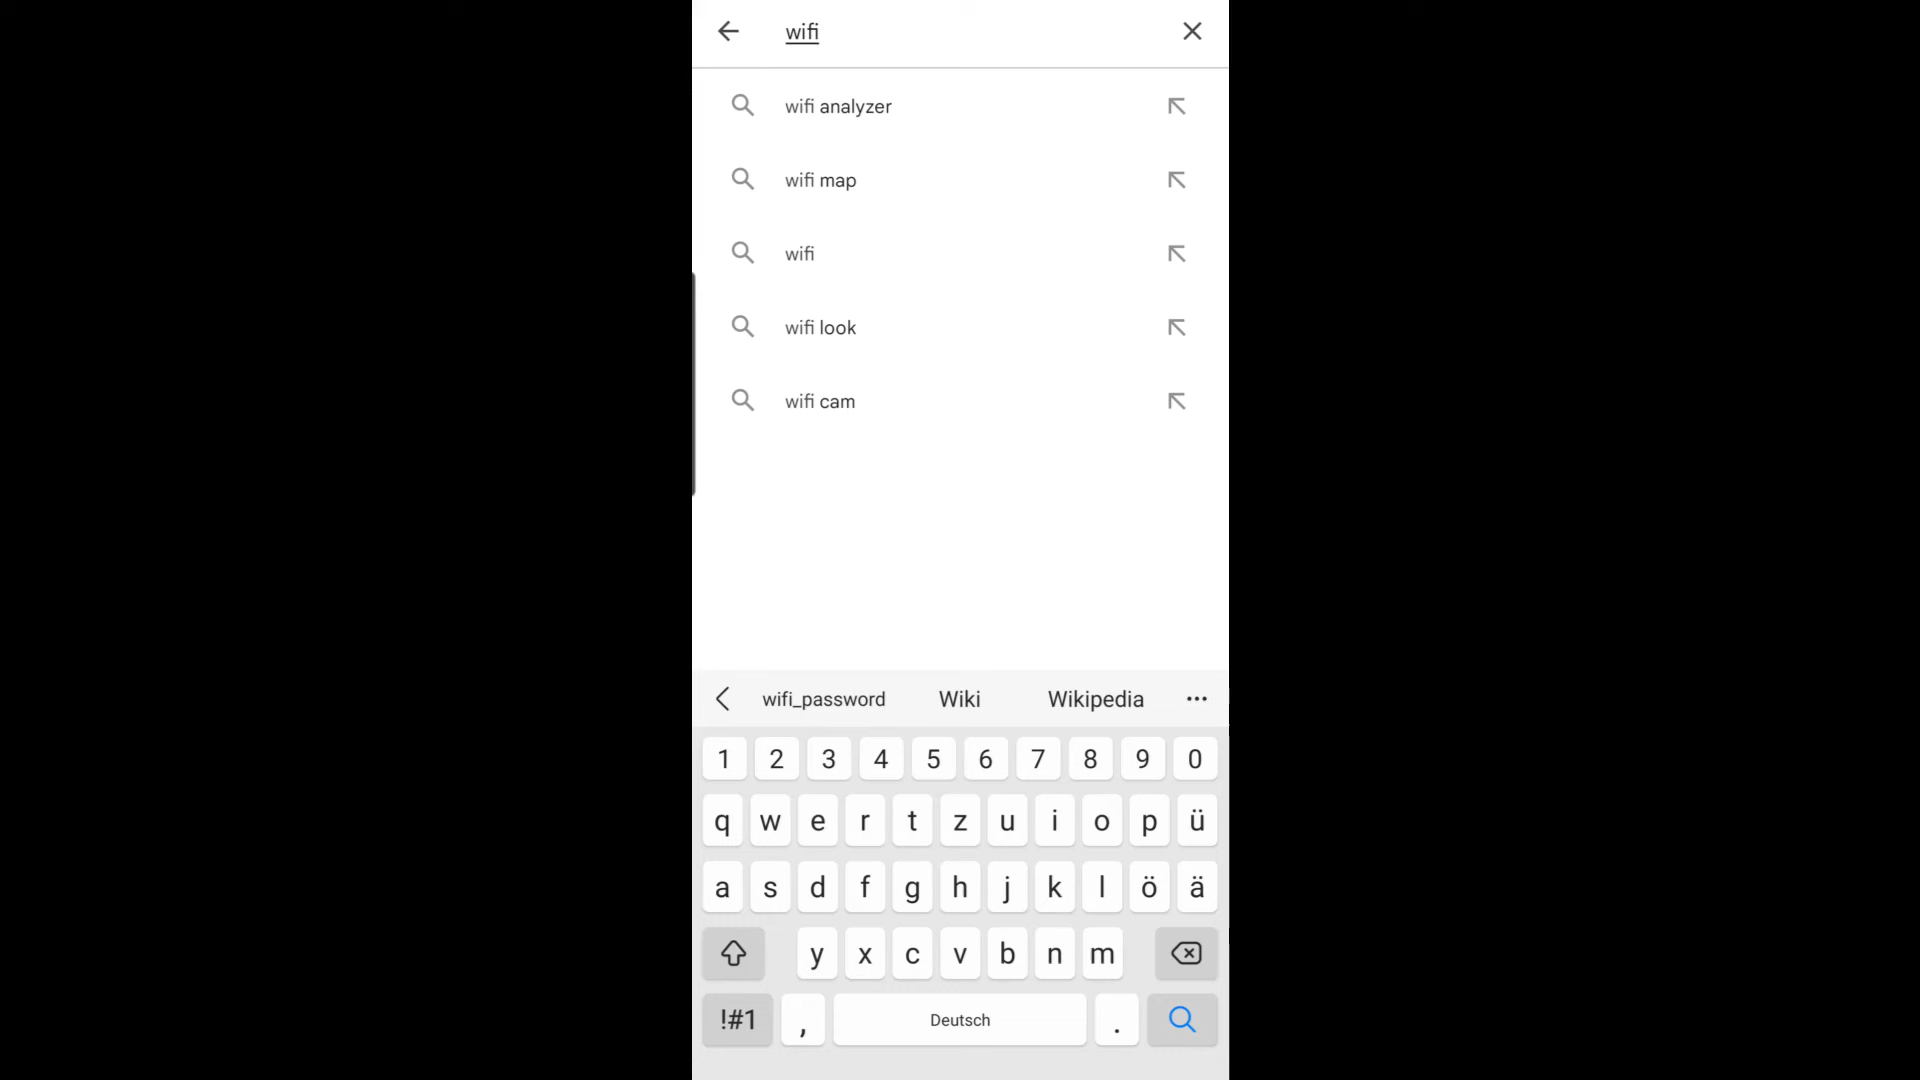 wifi
wifi analyzer
wifi map
wifi
wifi look
wifi cam
wifi_password Wiki Wikipedia
1 2 3 4 5 6 7 8 9 0
q w e r t z u i o p ü
a s d f g h j k l ö ä
y x c v b n m
!#1 , Deutsch .